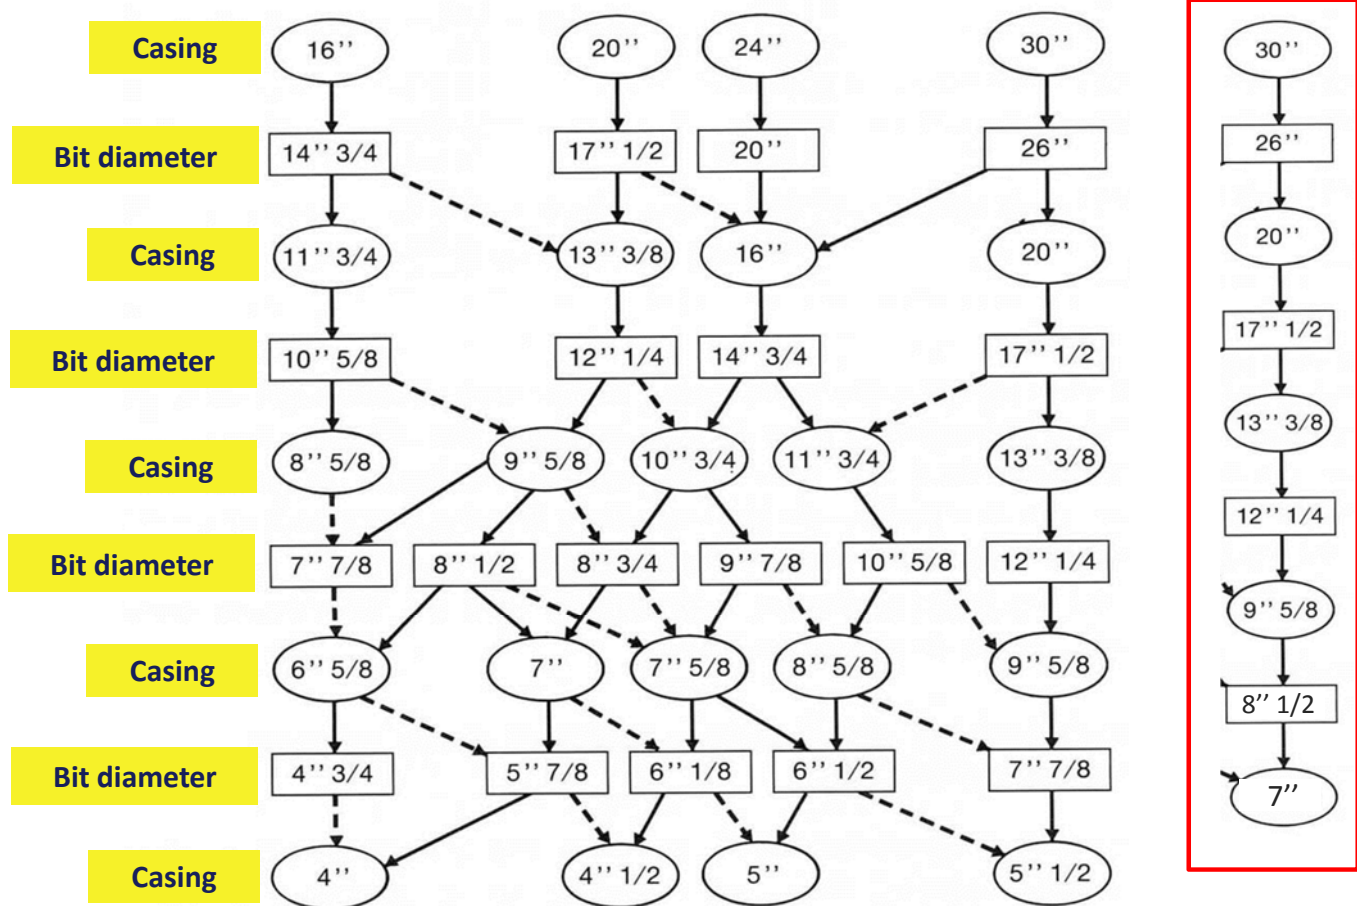 Casing 16'' 20'' 24'' 30''
Bit diameter 14'' 3/4 17'' 1/2 20'' 26''
Casing 11'' 3/4 13'' 3/8 16'' 20''
Bit diameter 10'' 5/8 12'' 1/4 14'' 3/4 17'' 1/2
Casing 8'' 5/8 9'' 5/8 10'' 3/4 11'' 3/4 13'' 3/8
Bit diameter 7'' 7/8 8'' 1/2 8'' 3/4 9'' 7/8 10'' 5/8 12'' 1/4
Casing 6'' 5/8 7'' 7'' 5/8 8'' 5/8 9'' 5/8
Bit diameter 4'' 3/4 5'' 7/8 6'' 1/8 6'' 1/2 7'' 7/8
Casing 4'' 4'' 1/2 5'' 5'' 1/2
30''
26''
20''
17'' 1/2
13'' 3/8
12'' 1/4
9'' 5/8
8'' 1/2
7''